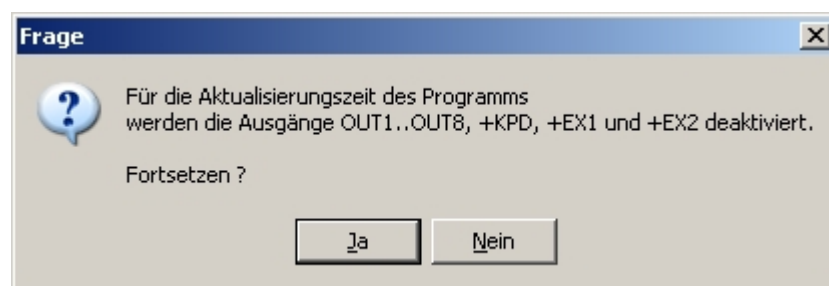 Frage
Für die Aktualisierungszeit des Programms
werden die Ausgänge OUT1..OUT8, +KPD, +EX1 und +EX2 deaktiviert.
Fortsetzen ?
Ja Nein